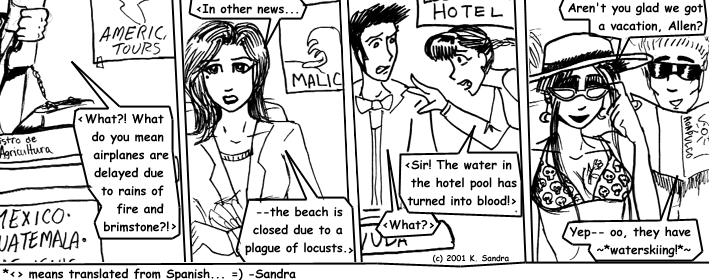 AMERIC.
TOURS
<What?! What
do you mean
airplanes are
delayed due
to rains of
fire and
brimstone?!>
istro de
Agricultura
MEXICO·
UATEMALA·
<In other news...
MALIC
--the beach is
closed due to a
plague of locusts.>
HOTEL
<Sir! The water in
the hotel pool has
turned into blood!>
<What?>
UDA
(c) 2001 K. Sandra
Aren't you glad we got
a vacation, Allen?
Yep-- oo, they have
~*waterskiing!*~
*<> means translated from Spanish... =) -Sandra